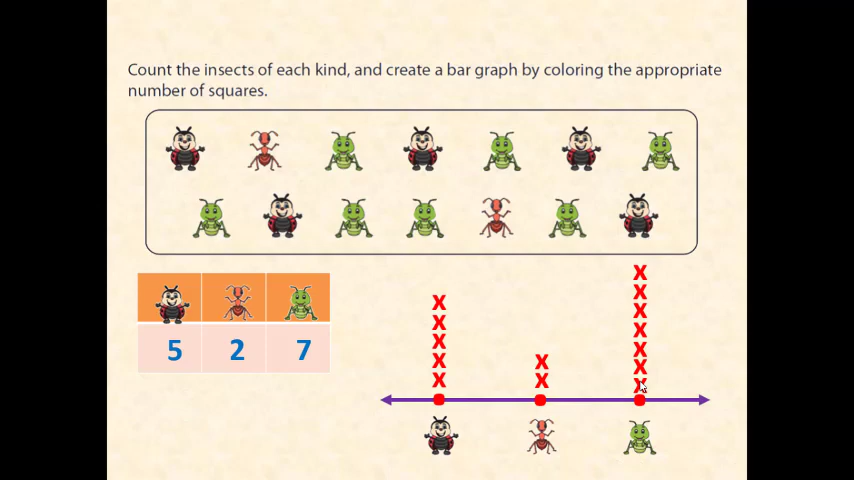 Count the insects of each kind, and create a bar graph by coloring the appropriate
number of squares.
5 2 7
X
X
X X
X X
X X X
X X X
X X X